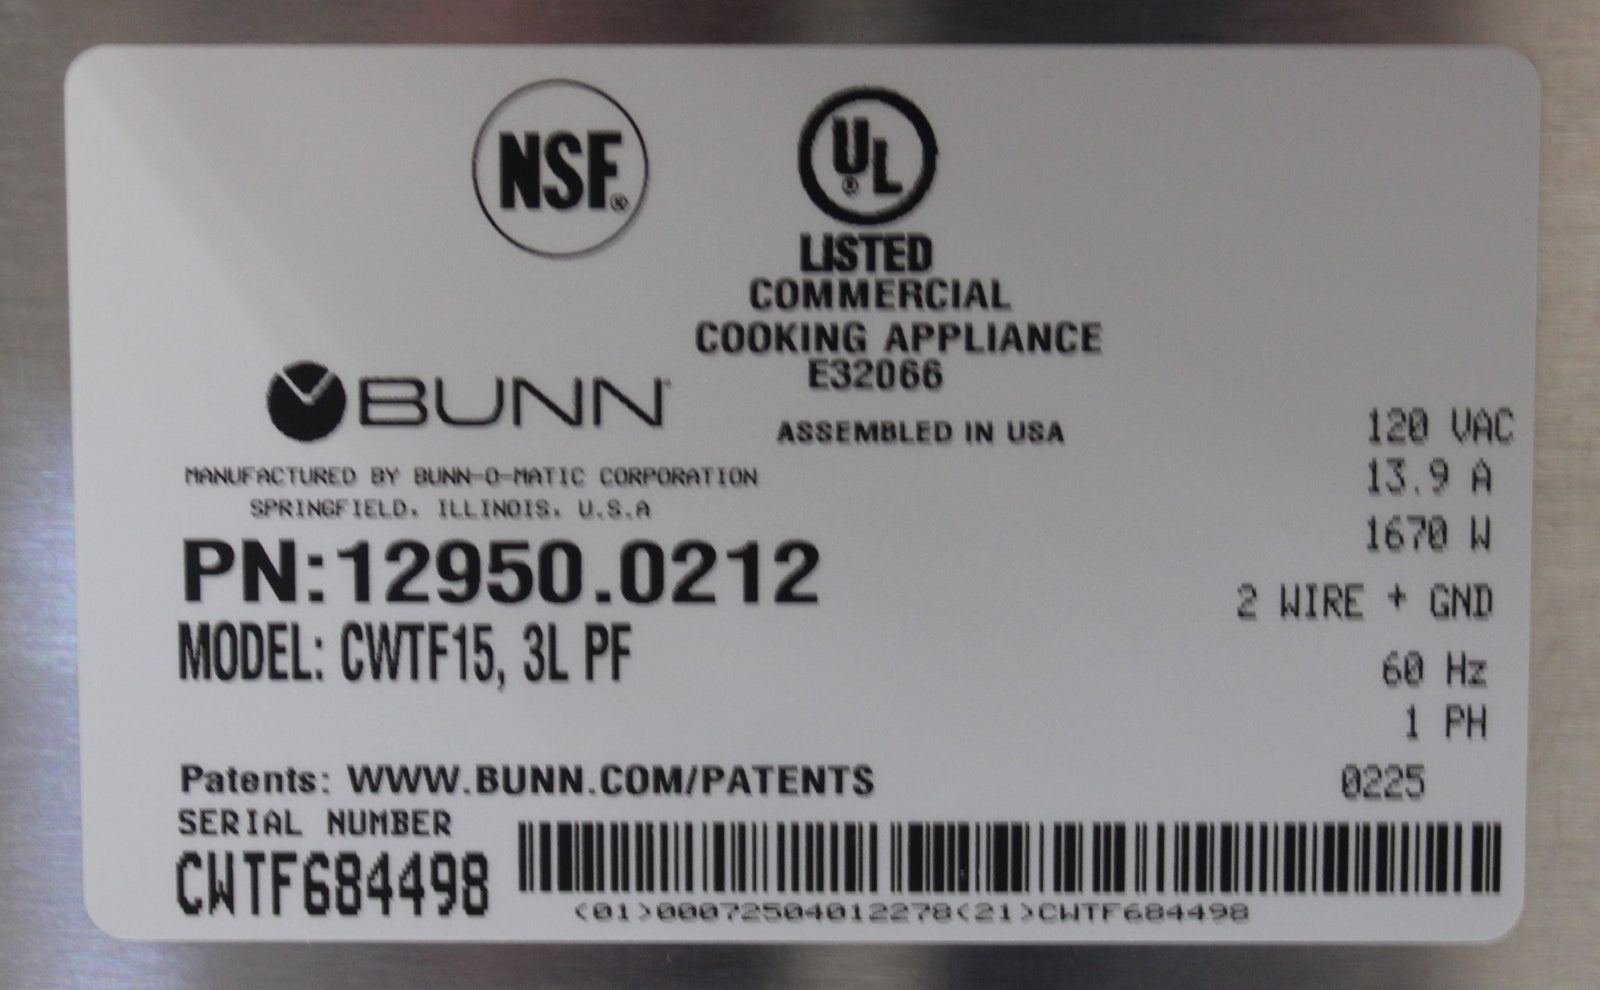 NSF®
UL®
LISTED
COMMERCIAL
COOKING APPLIANCE
E32066
BUNN®
ASSEMBLED IN USA
MANUFACTURED BY BUNN-O-MATIC CORPORATION
SPRINGFIELD, ILLINOIS, U.S.A
PN:12950.0212
MODEL: CWTF15, 3L PF
120 VAC
13.9 A
1670 W
2 WIRE + GND
60 Hz
1 PH
0225
Patents: WWW.BUNN.COM/PATENTS
SERIAL NUMBER
CWTF684498
(01)00072504012278(21)CWTF684498